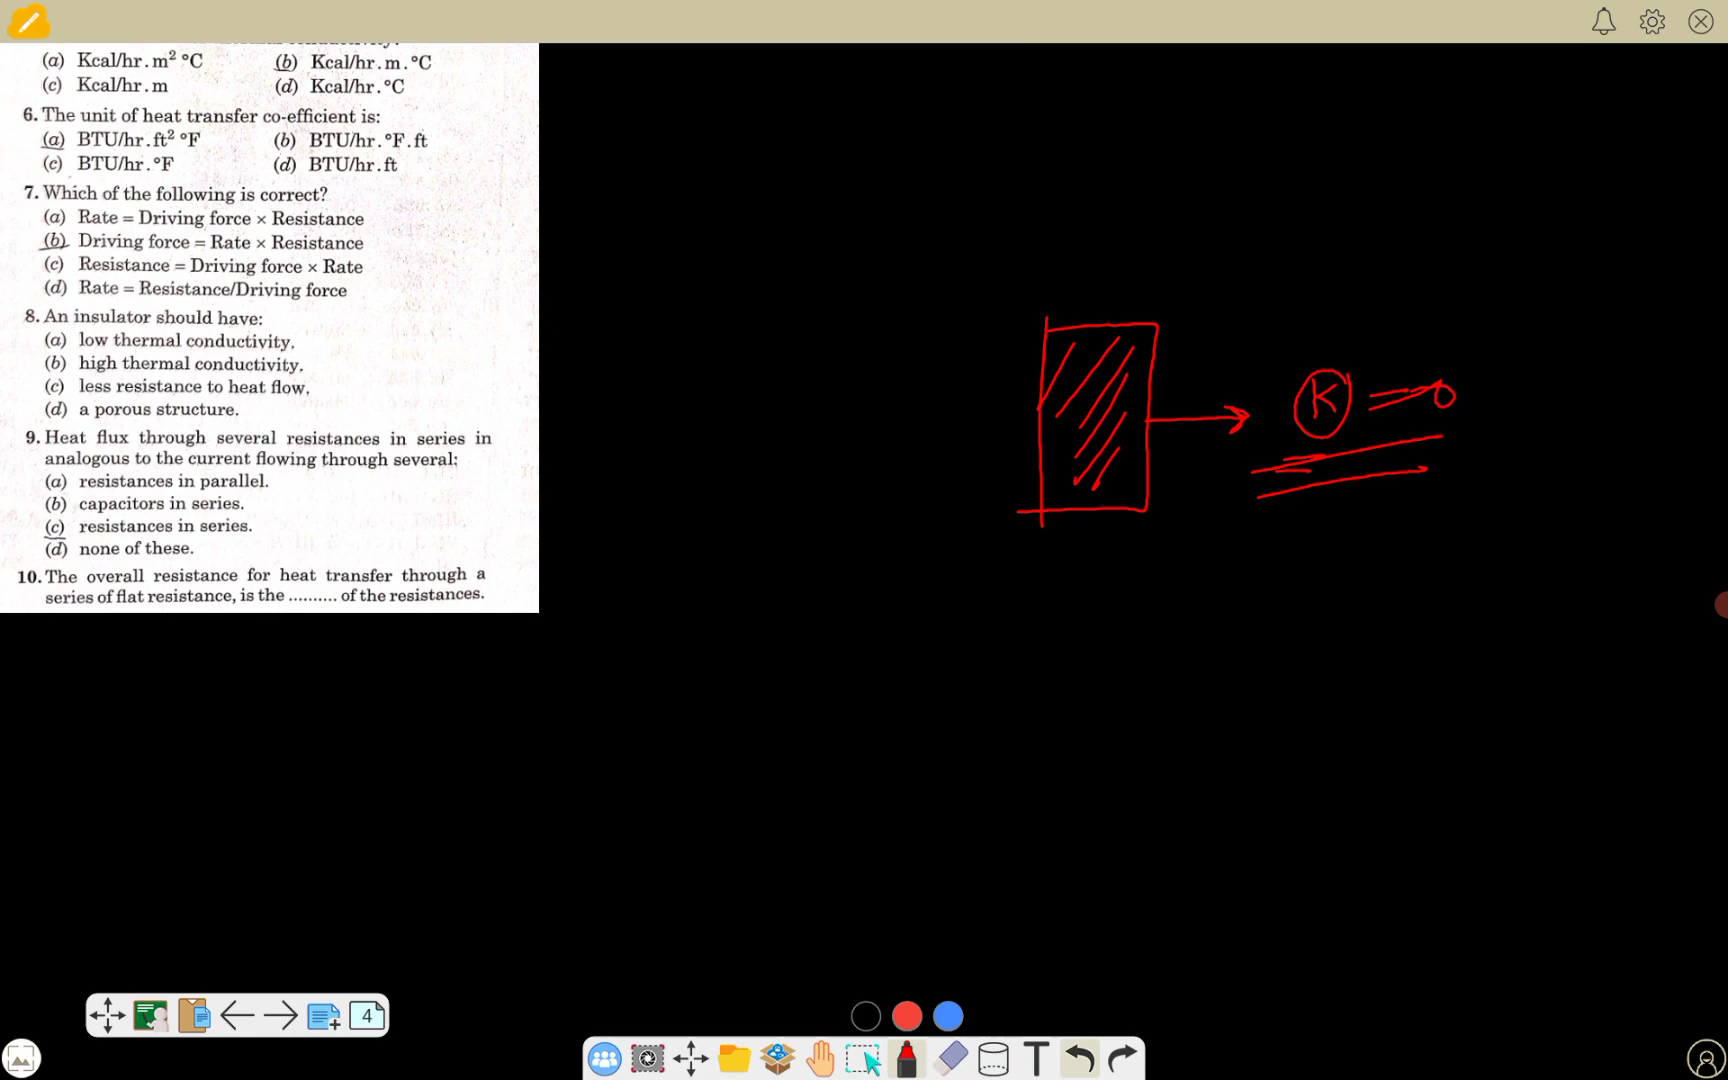 (a) Kcal/hr.m² °C (b) Kcal/hr.m.°C
(c) Kcal/hr.m (d) Kcal/hr.°C
6. The unit of heat transfer co-efficient is:
(a) BTU/hr.ft² °F (b) BTU/hr.°F.ft
(c) BTU/hr.°F (d) BTU/hr.ft
7. Which of the following is correct?
(a) Rate = Driving force × Resistance
(b) Driving force = Rate × Resistance
(c) Resistance = Driving force × Rate
(d) Rate = Resistance/Driving force
8. An insulator should have:
(a) low thermal conductivity.
(b) high thermal conductivity.
(c) less resistance to heat flow.
(d) a porous structure.
9. Heat flux through several resistances in series in
analogous to the current flowing through several:
(a) resistances in parallel.
(b) capacitors in series.
(c) resistances in series.
(d) none of these.
10. The overall resistance for heat transfer through a
series of flat resistance, is the .......... of the resistances.
K = 0
4
T